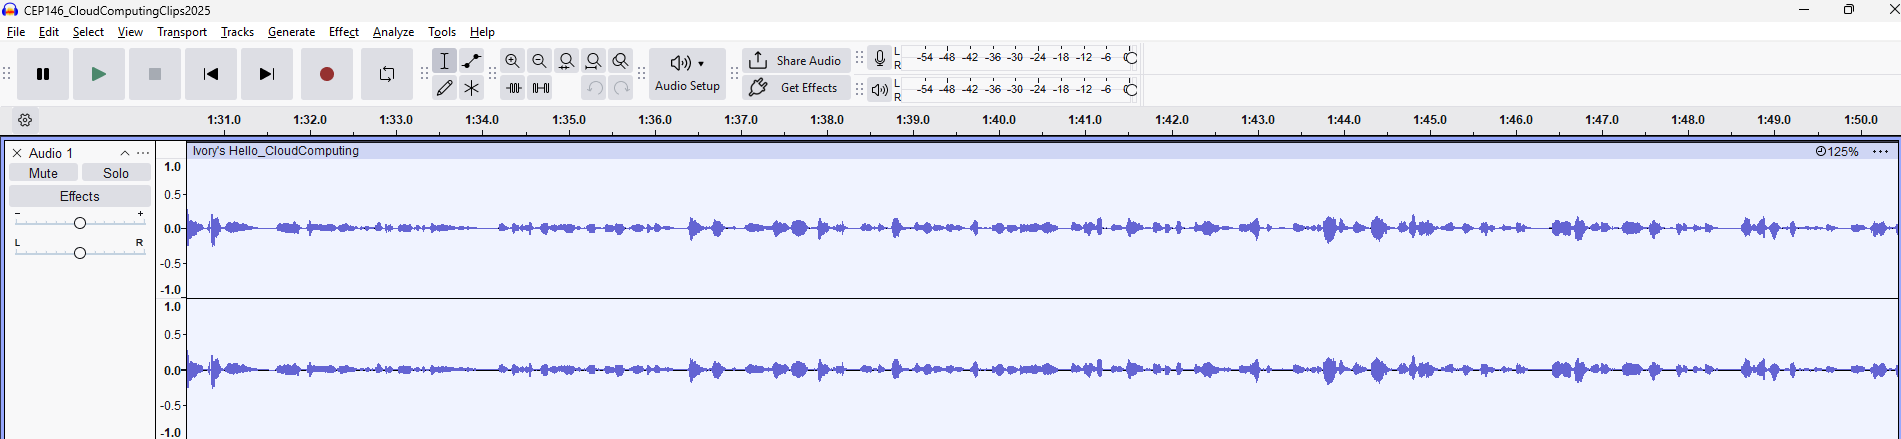 CEP146_CloudComputingClips2025
File Edit Select View Transport Tracks Generate Effect Analyze Tools Help
Audio Setup
Share Audio
Get Effects
L
R
-54 -48 -42 -36 -30 -24 -18 -12 -6 0
L
R
-54 -48 -42 -36 -30 -24 -18 -12 -6 0
1:31.0 1:32.0 1:33.0 1:34.0 1:35.0 1:36.0 1:37.0 1:38.0 1:39.0 1:40.0 1:41.0 1:42.0 1:43.0 1:44.0 1:45.0 1:46.0 1:47.0 1:48.0 1:49.0 1:50.0
Audio 1 ...
Mute Solo
Effects
- +
L R
Ivory's Hello_CloudComputing 125% ...
1.0
0.5
0.0
-0.5
-1.0
1.0
0.5
0.0
-0.5
-1.0